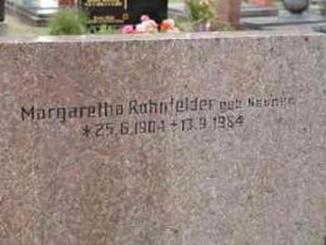 Margaretha Rohnfelder geb.
*25.6.1904 +13.9.1984